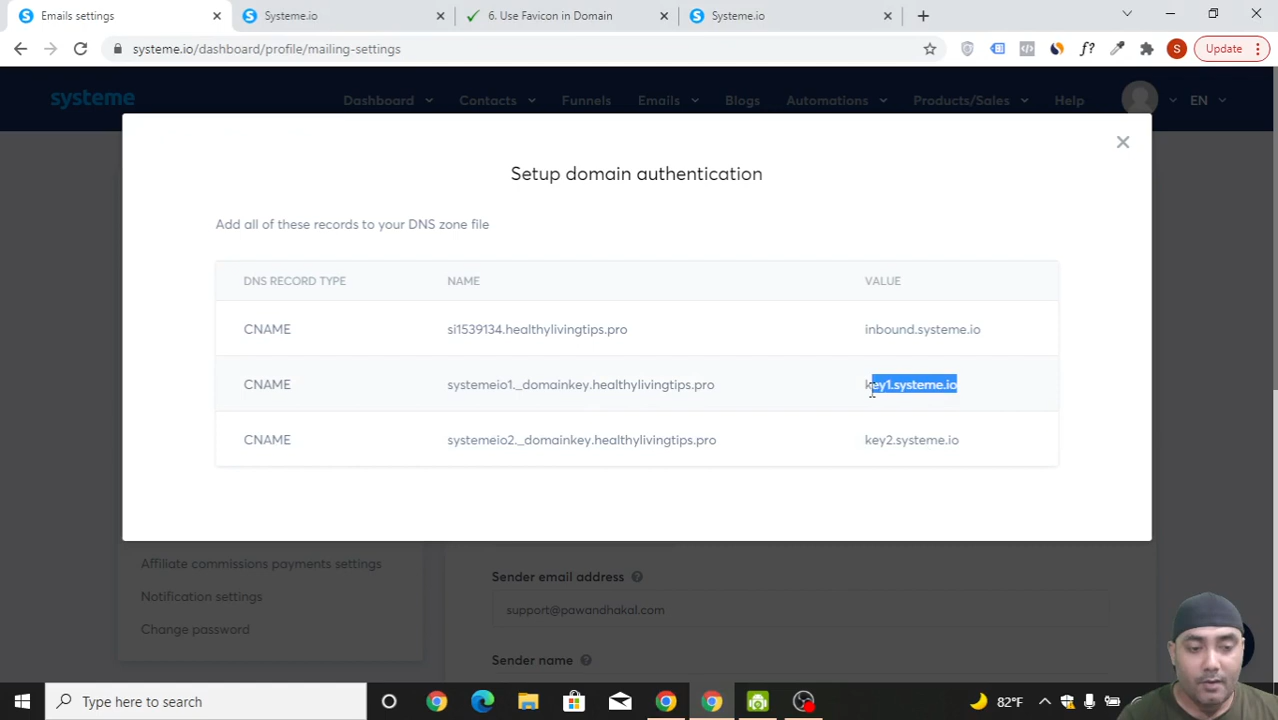 Emails settings
Systeme.io
6. Use Favicon in Domain
Systeme.io
systeme.io/dashboard/profile/mailing-settings
f?
S
Update
systeme
Dashboard
Contacts
Funnels
Emails
Blogs
Automations
Products/Sales
Help
EN
Setup domain authentication
Add all of these records to your DNS zone file
DNS RECORD TYPE NAME VALUE
CNAME si1539134.healthylivingtips.pro inbound.systeme.io
CNAME systemeio1._domainkey.healthylivingtips.pro key1.systeme.io
CNAME systemeio2._domainkey.healthylivingtips.pro key2.systeme.io
Affiliate commissions payments settings
Notification settings
Change password
Sender email address
support@pawandhakal.com
Sender name
Type here to search
82°F